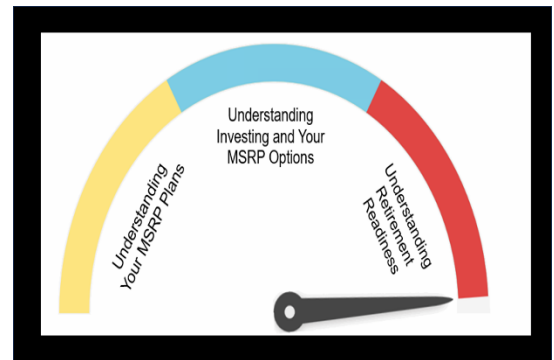 Understanding
Your MSRP Plans
Understanding
Investing and Your
MSRP Options
Understanding
Retirement
Readiness